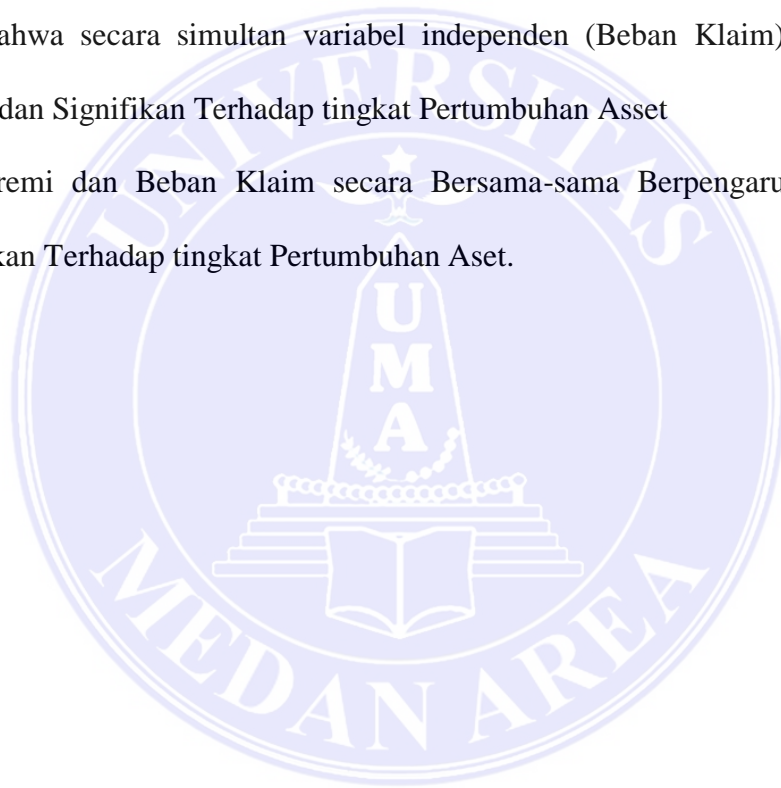 ahwa secara simultan variabel independen (Beban Klaim)
dan Signifikan Terhadap tingkat Pertumbuhan Asset
remi dan Beban Klaim secara Bersama-sama Berpengaru
kan Terhadap tingkat Pertumbuhan Aset.
UNIVERSITAS
U
M
A
MEDAN AREA